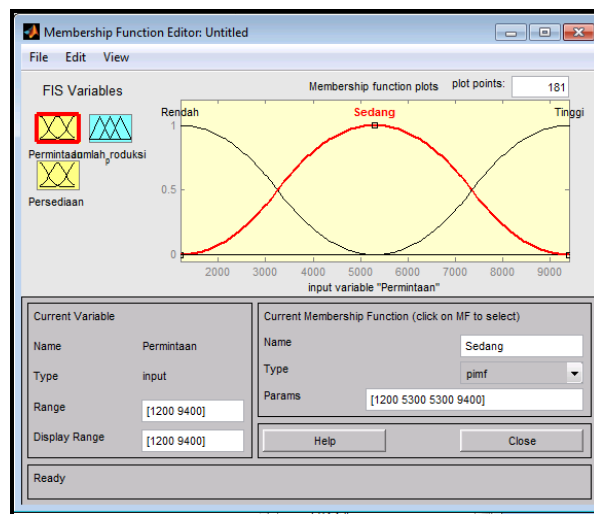 Membership Function Editor: Untitled
File Edit View
FIS Variables
Membership function plots plot points: 181
Rendah Sedang Tinggi
1
0.5
0
Permintaan Jumlah_produksi
Persediaan
2000 3000 4000 5000 6000 7000 8000 9000
input variable "Permintaan"
Current Variable
Name Permintaan
Type input
Range [1200 9400]
Display Range [1200 9400]
Current Membership Function (click on MF to select)
Name Sedang
Type pimf
Params [1200 5300 5300 9400]
Help Close
Ready